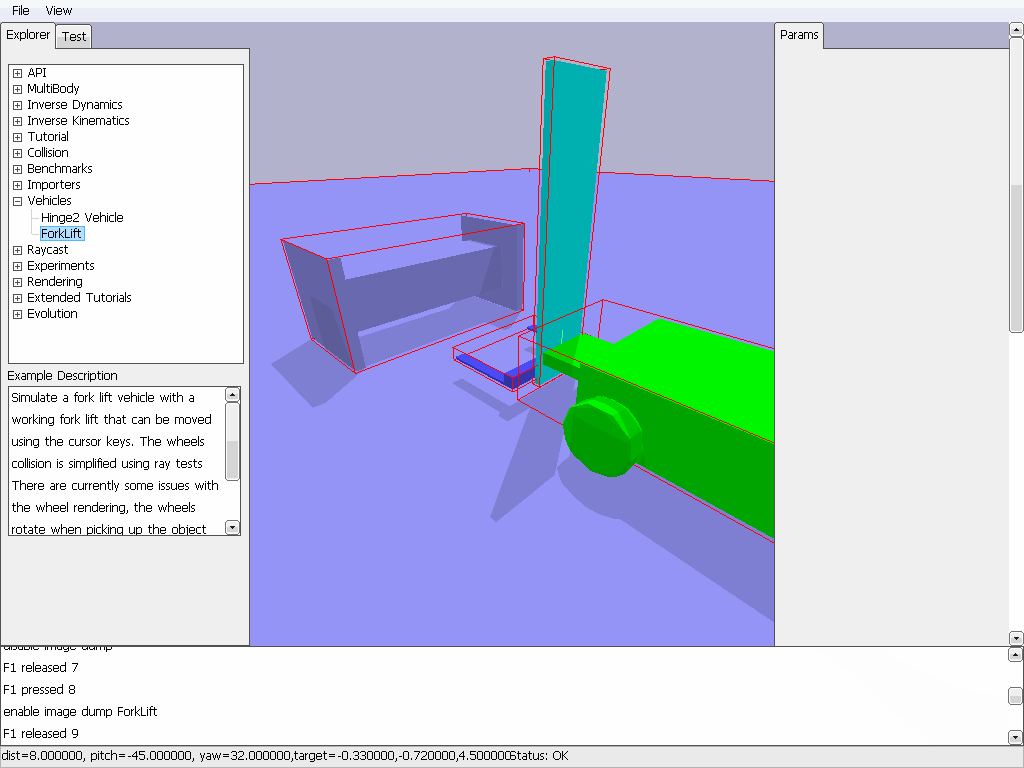 File View
Explorer Test
Params
API
MultiBody
Inverse Dynamics
Inverse Kinematics
Tutorial
Collision
Benchmarks
Importers
Vehicles
Hinge2 Vehicle
ForkLift
Raycast
Experiments
Rendering
Extended Tutorials
Evolution
Example Description
Simulate a fork lift vehicle with a
working fork lift that can be moved
using the cursor keys. The wheels
collision is simplified using ray tests
There are currently some issues with
the wheel rendering, the wheels
rotate when picking up the object
disable image dump
F1 released 7
F1 pressed 8
enable image dump ForkLift
F1 released 9
dist=8.000000, pitch=-45.000000, yaw=32.000000,target=-0.330000,-0.720000,4.500000Status: OK